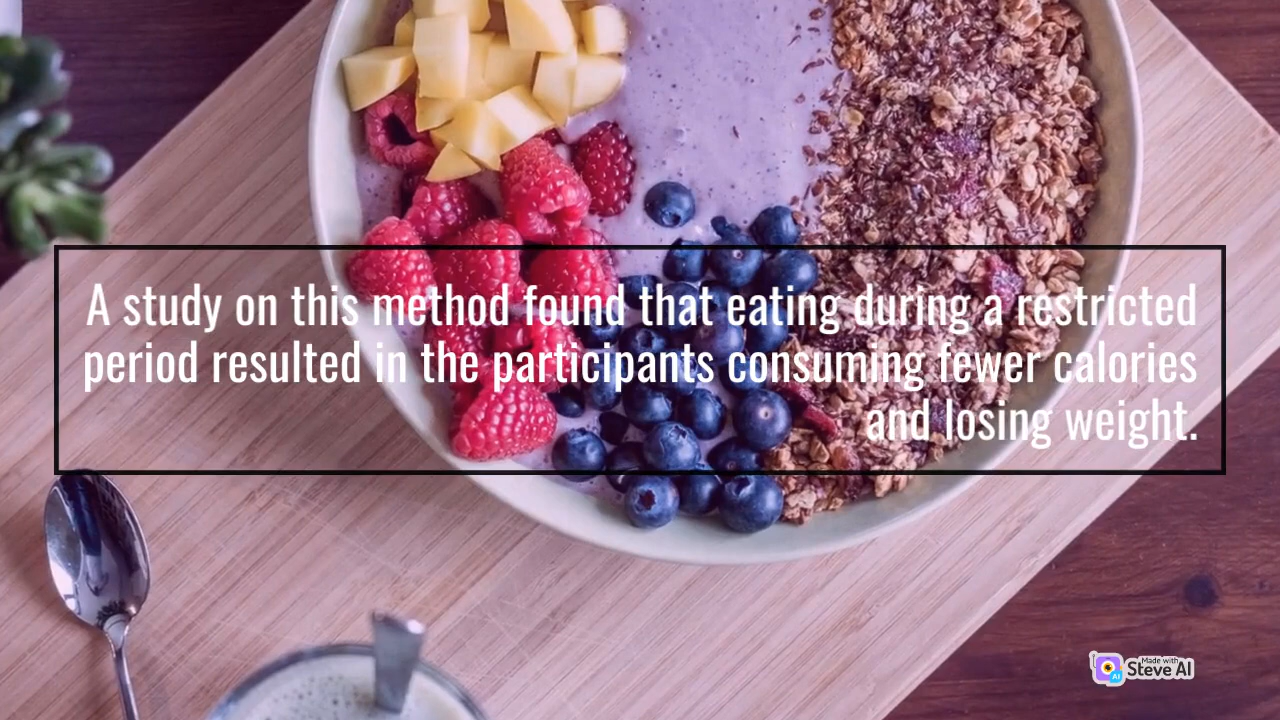 A study on this method found that eating during a restricted
period resulted in the participants consuming fewer calories
and losing weight.
Made with
AI
Steve AI